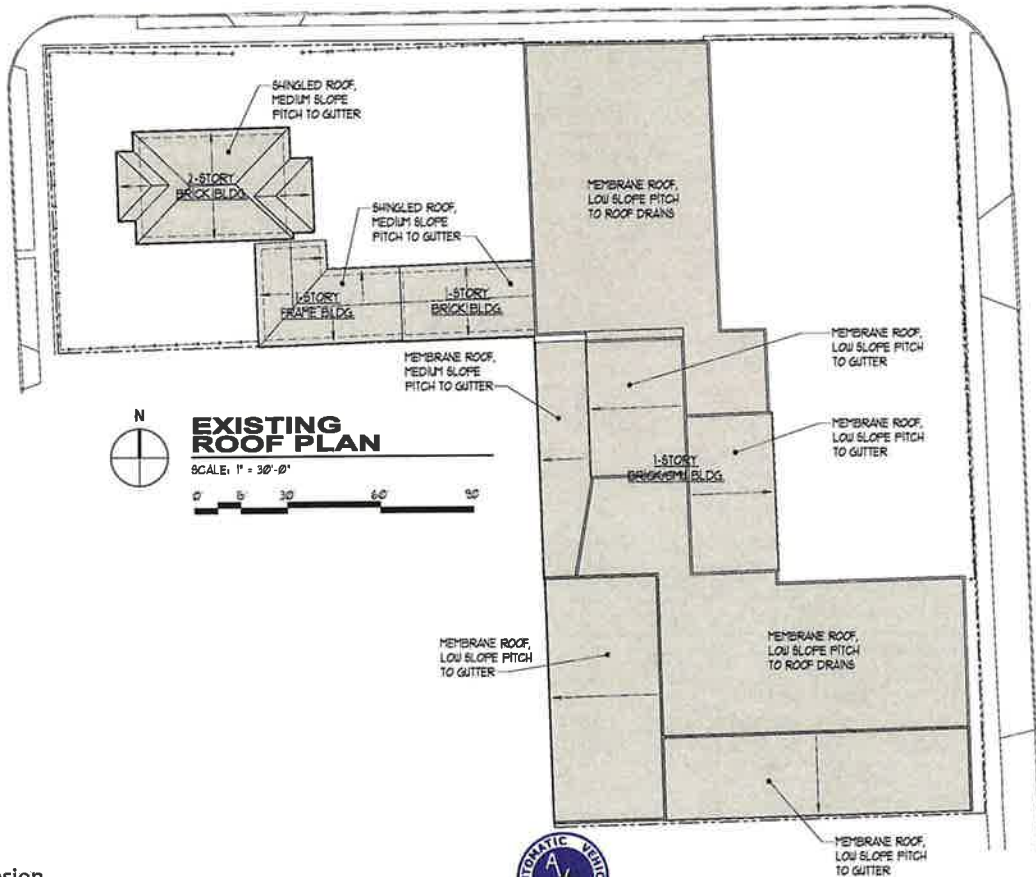 SHINGLED ROOF,
MEDIUM SLOPE
PITCH TO GUTTER
2-STORY
BRICK BLDG.
SHINGLED ROOF,
MEDIUM SLOPE
PITCH TO GUTTER
1-STORY
FRAME BLDG.
1-STORY
BRICK BLDG.
MEMBRANE ROOF,
LOW SLOPE PITCH
TO ROOF DRAINS
MEMBRANE ROOF,
LOW SLOPE PITCH
TO GUTTER
MEMBRANE ROOF,
MEDIUM SLOPE
PITCH TO GUTTER
MEMBRANE ROOF,
LOW SLOPE PITCH
TO GUTTER
1-STORY
BRICK/CMU BLDG.
N
EXISTING
ROOF PLAN
SCALE: 1" = 30'-0"
0 15 30 60 90
MEMBRANE ROOF,
LOW SLOPE PITCH
TO GUTTER
MEMBRANE ROOF,
LOW SLOPE PITCH
TO ROOF DRAINS
MEMBRANE ROOF,
LOW SLOPE PITCH
TO GUTTER